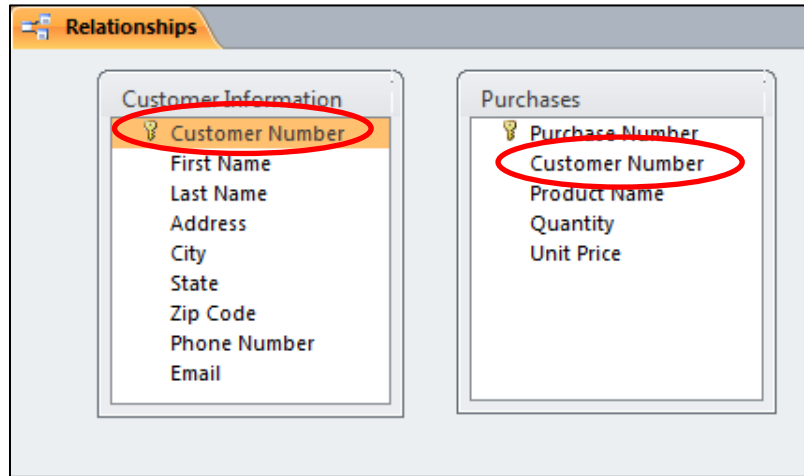 Relationships
Customer Information
Customer Number
First Name
Last Name
Address
City
State
Zip Code
Phone Number
Email
Purchases
Purchase Number
Customer Number
Product Name
Quantity
Unit Price